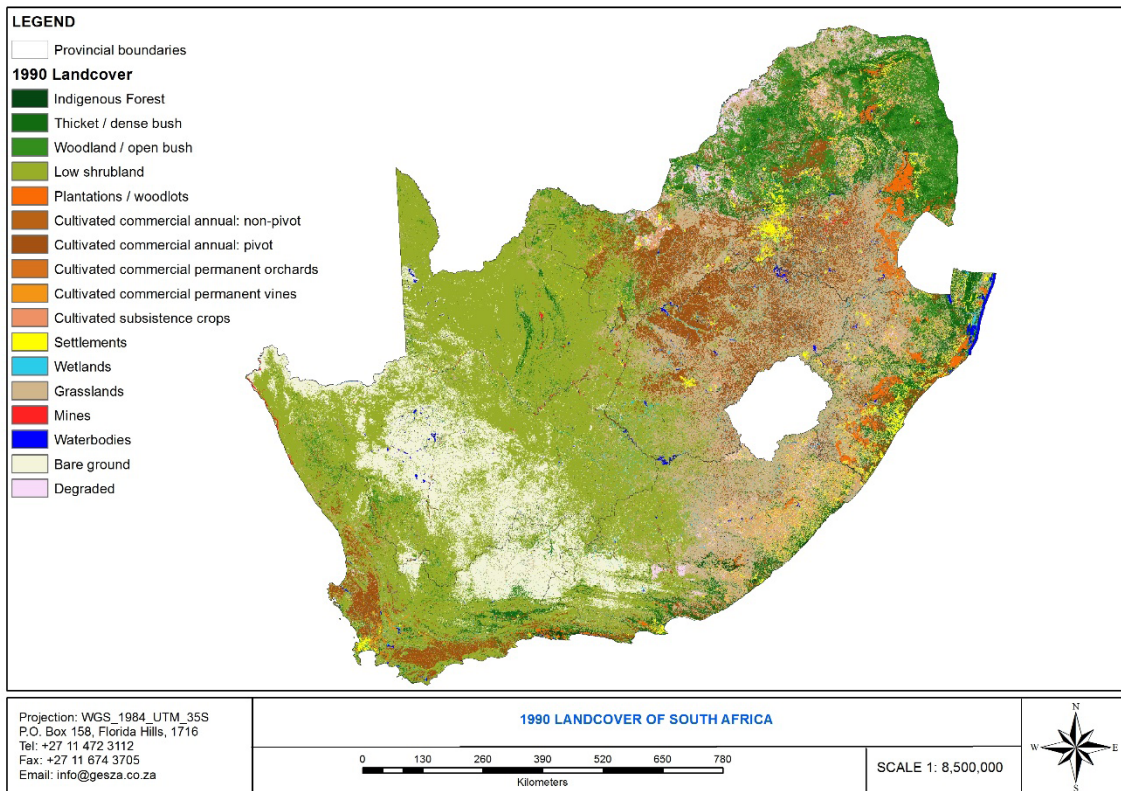 LEGEND
Provincial boundaries
1990 Landcover
Indigenous Forest
Thicket / dense bush
Woodland / open bush
Low shrubland
Plantations / woodlots
Cultivated commercial annual: non-pivot
Cultivated commercial annual: pivot
Cultivated commercial permanent orchards
Cultivated commercial permanent vines
Cultivated subsistence crops
Settlements
Wetlands
Grasslands
Mines
Waterbodies
Bare ground
Degraded
Projection: WGS_1984_UTM_35S
P.O. Box 158, Florida Hills, 1716
Tel: +27 11 472 3112
Fax: +27 11 674 3705
Email: info@gesza.co.za
1990 LANDCOVER OF SOUTH AFRICA
0 130 260 390 520 650 780
Kilometers
SCALE 1: 8,500,000
N
W E
S